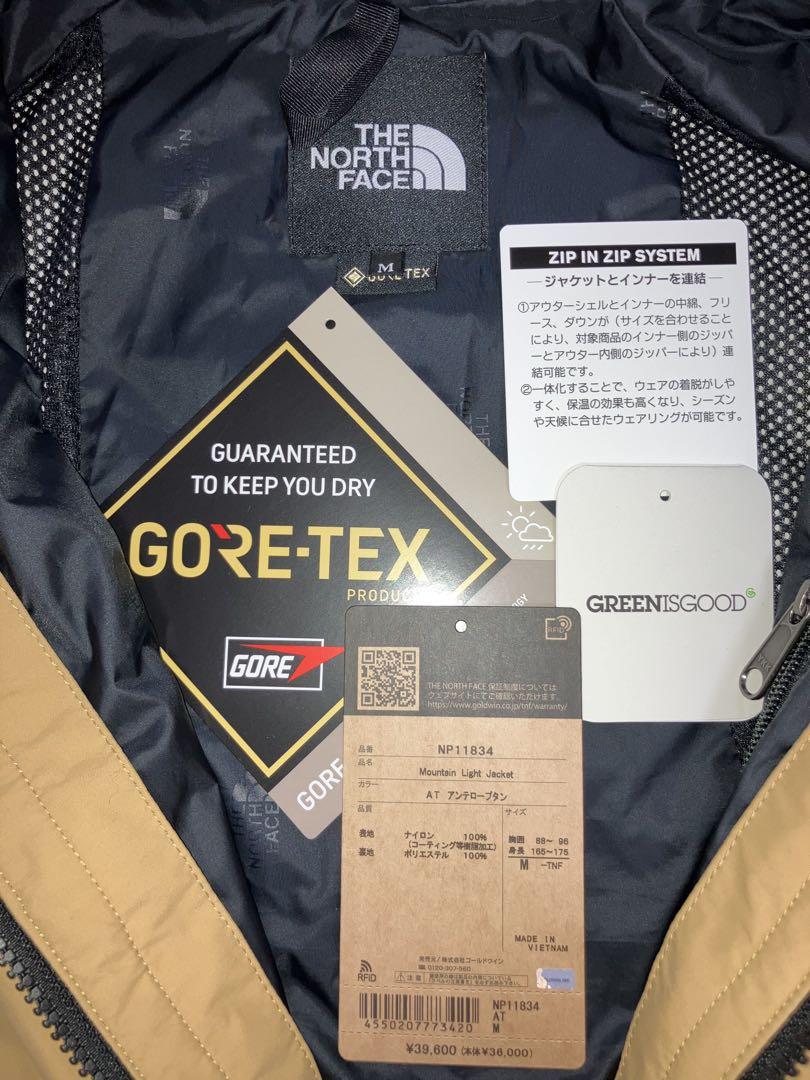 THE
NORTH
FACE
M
GORE-TEX
ZIP IN ZIP SYSTEM
ジャケットとインナーを連結
①アウターシェルとインナーの中綿、フリ
ース、ダウンが（サイズを合わせること
により、対象商品のインナー側のジッパ
ーとアウター内側のジッパーにより）連
結可能です。
②一体化することで、ウェアの着脱がしや
すく、保温の効果も高くなり、シーズン
や天候に合せたウェアリングが可能です。
GUARANTEED
TO KEEP YOU DRY
GORE-TEX
PRODUC
GORE
GORE
GREENISGOOD
RFID
THE NORTH FACE 保証制度については
ウェブサイトにてご確認いただけます。
https://www.goldwin.co.jp/tnf/warranty/
品番 NP11834
品名 Mountain Light Jacket
カラー AT アンテロープタン
品質
サイズ
表地 ナイロン 100%
(コーティング等樹脂加工)
裏地 ポリエステル 100%
胸囲 88～ 96
身長 165～175
M -TNF
MADE IN
VIETNAM
発売元/株式会社ゴールドウイン
0120-307-560
RFID
注意
NP11834
AT
M
4550207773420
¥39,600 (本体¥36,000)
THE
NORTH
FACE
YKK